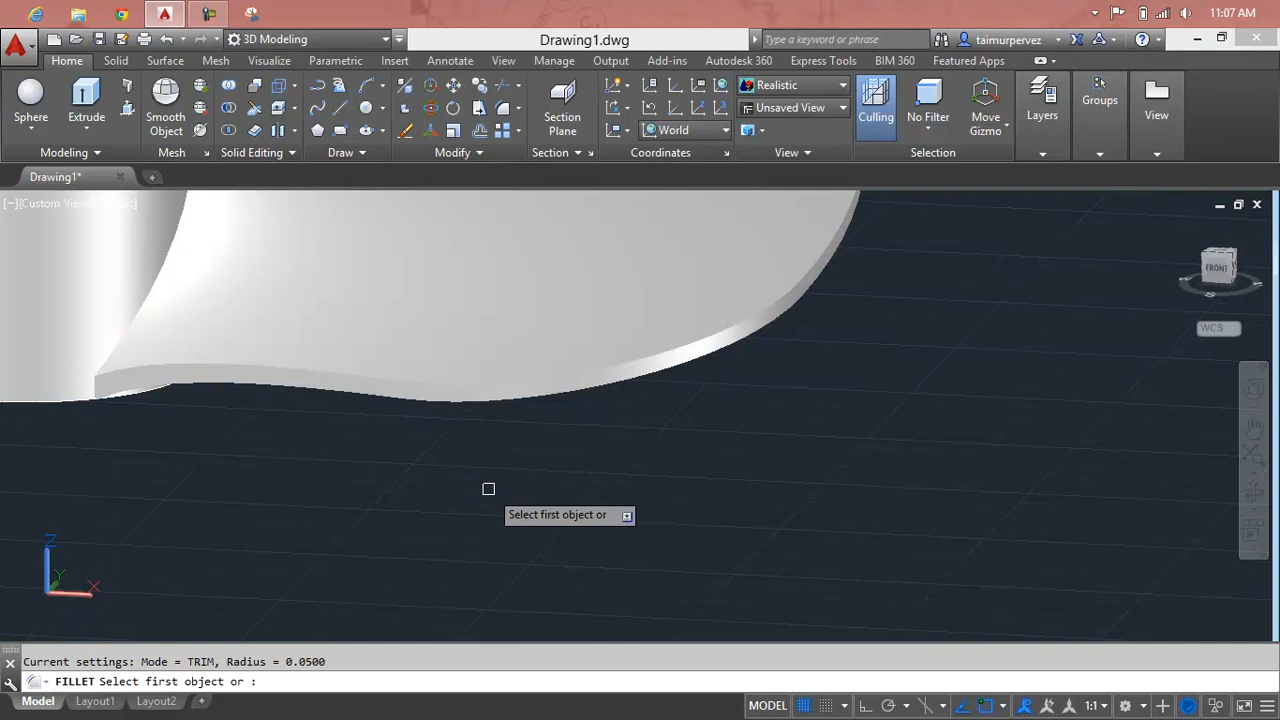 11:07 AM
3D Modeling
Drawing1.dwg
Type a keyword or phrase
taimurpervez
Home Solid Surface Mesh Visualize Parametric Insert Annotate View Manage Output Add-ins Autodesk 360 Express Tools BIM 360 Featured Apps
Sphere
Extrude
Smooth Object
Section Plane
Realistic
Unsaved View
World
Culling
No Filter
Move Gizmo
Layers
Groups
View
Modeling Mesh Solid Editing Draw Modify Section Coordinates View Selection
Drawing1*
[−][Custom View]
FRONT
WCS
Select first object or
Z
Y
X
Current settings: Mode = TRIM, Radius = 0.0500
FILLET Select first object or :
Model Layout1 Layout2 +
MODEL
1:1